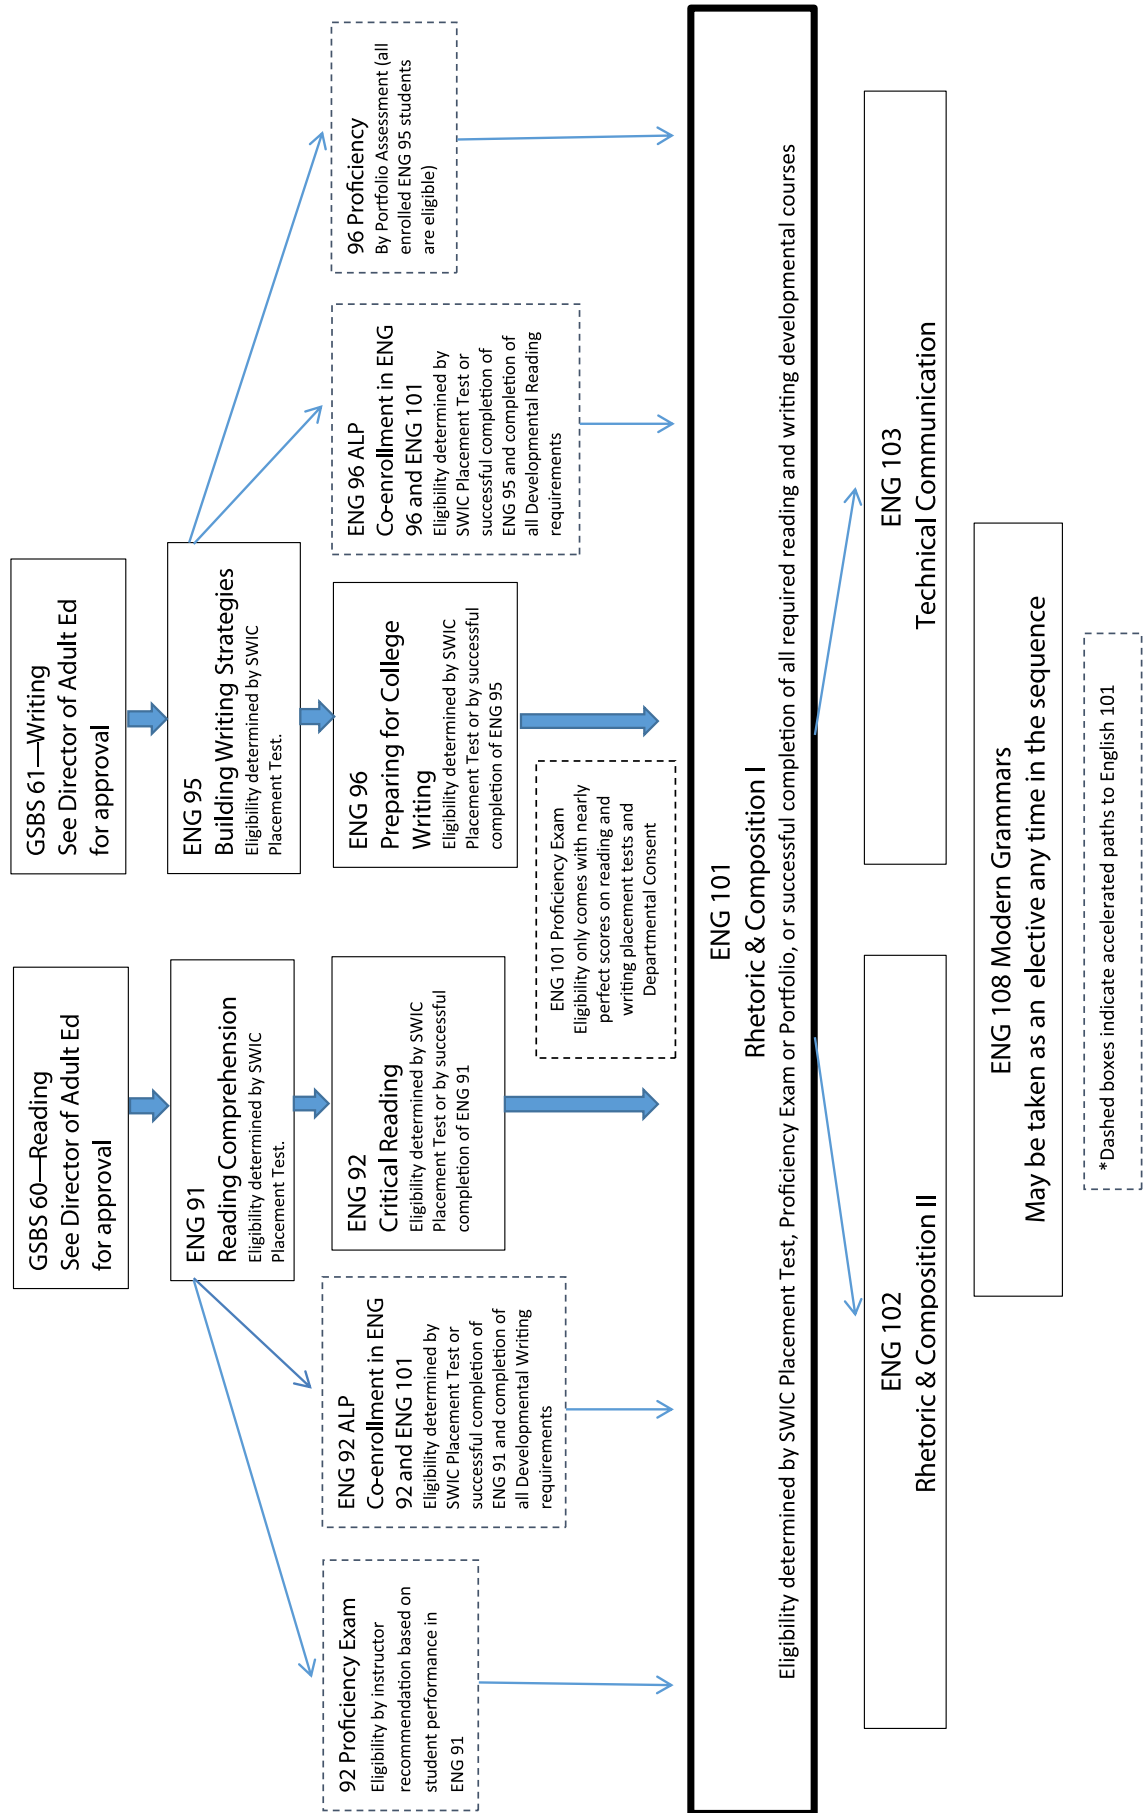 GSBS 60—Reading
See Director of Adult Ed
for approval
GSBS 61—Writing
See Director of Adult Ed
for approval
ENG 91
Reading Comprehension
Eligibility determined by SWIC
Placement Test.
ENG 95
Building Writing Strategies
Eligibility determined by SWIC
Placement Test.
92 Proficiency Exam
Eligibility by instructor
recommendation based on
student performance in
ENG 91
ENG 92 ALP
Co-enrollment in ENG
92 and ENG 101
Eligibility determined by
SWIC Placement Test or
successful completion of
ENG 91 and completion of
all Developmental Writing
requirements
ENG 92
Critical Reading
Eligibility determined by SWIC
Placement Test or by successful
completion of ENG 91
ENG 96
Preparing for College
Writing
Eligibility determined by SWIC
Placement Test or by successful
completion of ENG 95
ENG 96 ALP
Co-enrollment in ENG
96 and ENG 101
Eligibility determined by
SWIC Placement Test or
successful completion of
ENG 95 and completion of
all Developmental Reading
requirements
96 Proficiency
By Portfolio Assessment (all
enrolled ENG 95 students
are eligible)
ENG 101 Proficiency Exam
Eligibility only comes with nearly
perfect scores on reading and
writing placement tests and
Departmental Consent
ENG 101
Rhetoric & Composition I
Eligibility determined by SWIC Placement Test, Proficiency Exam or Portfolio, or successful completion of all required reading and writing developmental courses
ENG 102
Rhetoric & Composition II
ENG 103
Technical Communication
ENG 108 Modern Grammars
May be taken as an elective any time in the sequence
*Dashed boxes indicate accelerated paths to English 101